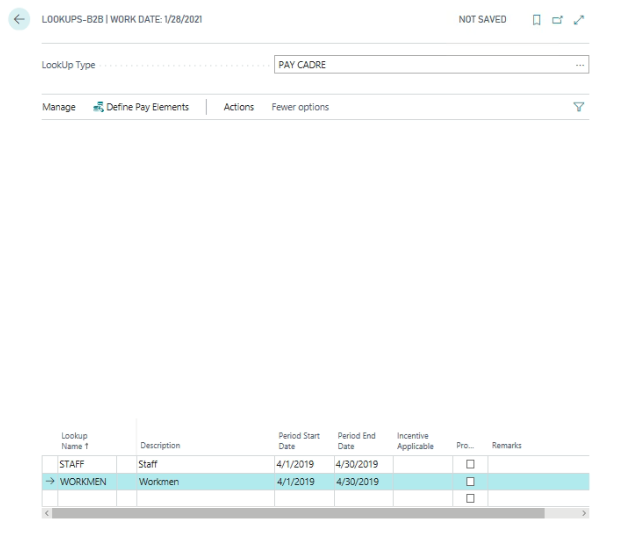 LOOKUPS-B2B | WORK DATE: 1/28/2021 NOT SAVED
LookUp Type PAY CADRE ...
Manage Define Pay Elements Actions Fewer options
Lookup Name ↑ Description Period Start Date Period End Date Incentive Applicable Pro... Remarks
STAFF Staff 4/1/2019 4/30/2019
→ WORKMEN Workmen 4/1/2019 4/30/2019